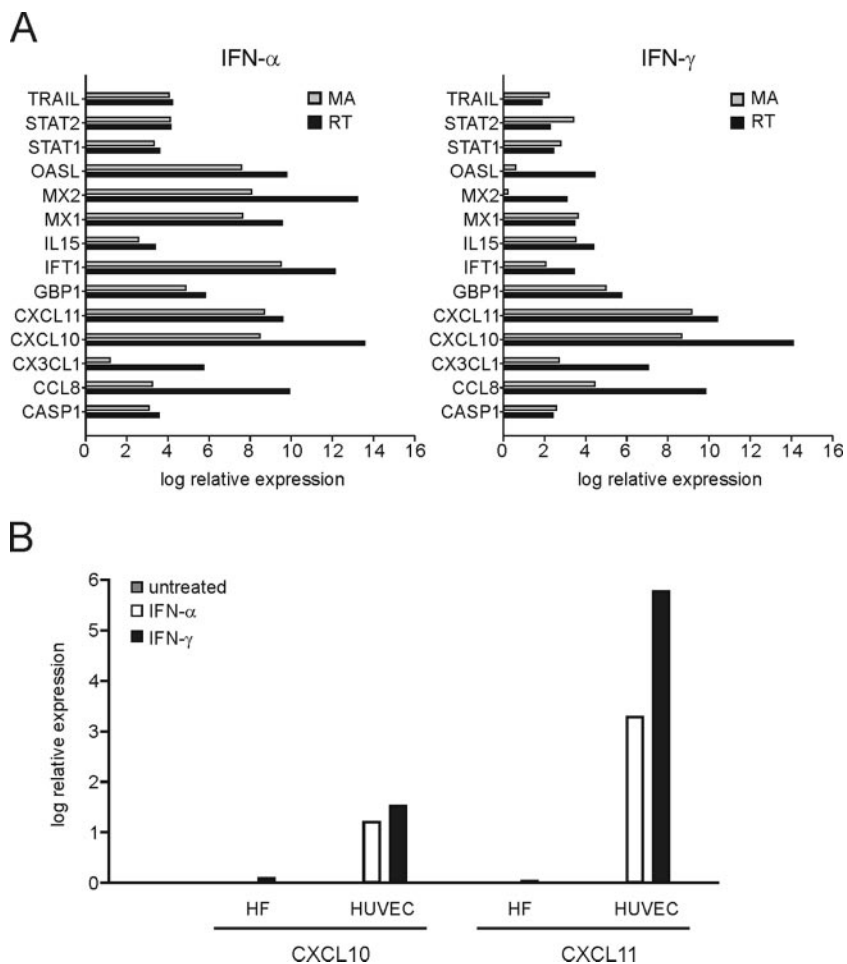 A
IFN-α
IFN-γ
TRAIL
STAT2
STAT1
OASL
MX2
MX1
IL15
IFT1
GBP1
CXCL11
CXCL10
CX3CL1
CCL8
CASP1
MA
RT
0 2 4 6 8 10 12 14 16
log relative expression
TRAIL
STAT2
STAT1
OASL
MX2
MX1
IL15
IFT1
GBP1
CXCL11
CXCL10
CX3CL1
CCL8
CASP1
MA
RT
0 2 4 6 8 10 12 14 16
log relative expression
B
untreated
IFN-α
IFN-γ
log relative expression
6
5
4
3
2
1
0
HF HUVEC HF HUVEC
CXCL10 CXCL11